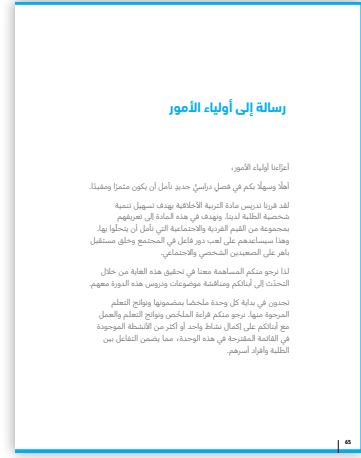 رسالة إلى أولياء الأمور
أعزّاءنا أولياء الأمور،
أهلًا وسهلًا بكم في فصلٍ دراسيٍّ جديدٍ نأمل أن يكون مثمرًا ومفيدًا.
لقد قررنا تدريس مادة التربية الأخلاقية بهدف تسهيل تنمية
شخصية الطلبة لدينا. ونهدف في هذه المادة إلى تعريفهم
بمجموعة من القيم الفردية والاجتماعية التي نأمل أن يتحلّوا بها.
وهذا سيساعدهم على لعب دور فاعل في المجتمع وخلق مستقبل
باهر على الصعيدين الشخصي والاجتماعي.
لذا نرجو منكم المساهمة معنا في تحقيق هذه الغاية من خلال
التحدّث إلى أبنائكم ومناقشة موضوعات ودروس هذه الدورة معهم.
تجدون في بداية كل وحدة ملخصًا بمضمونها ونواتج التعلم
المرجوة منها. نرجو منكم قراءة الملخّص ونواتج التعلم والعمل
مع أبنائكم على إكمال نشاط واحد أو أكثر من الأنشطة الموجودة
في القائمة المقترحة في هذه الوحدة، مما يضمن التفاعل بين
الطلبة وأفراد أسرهم.
65